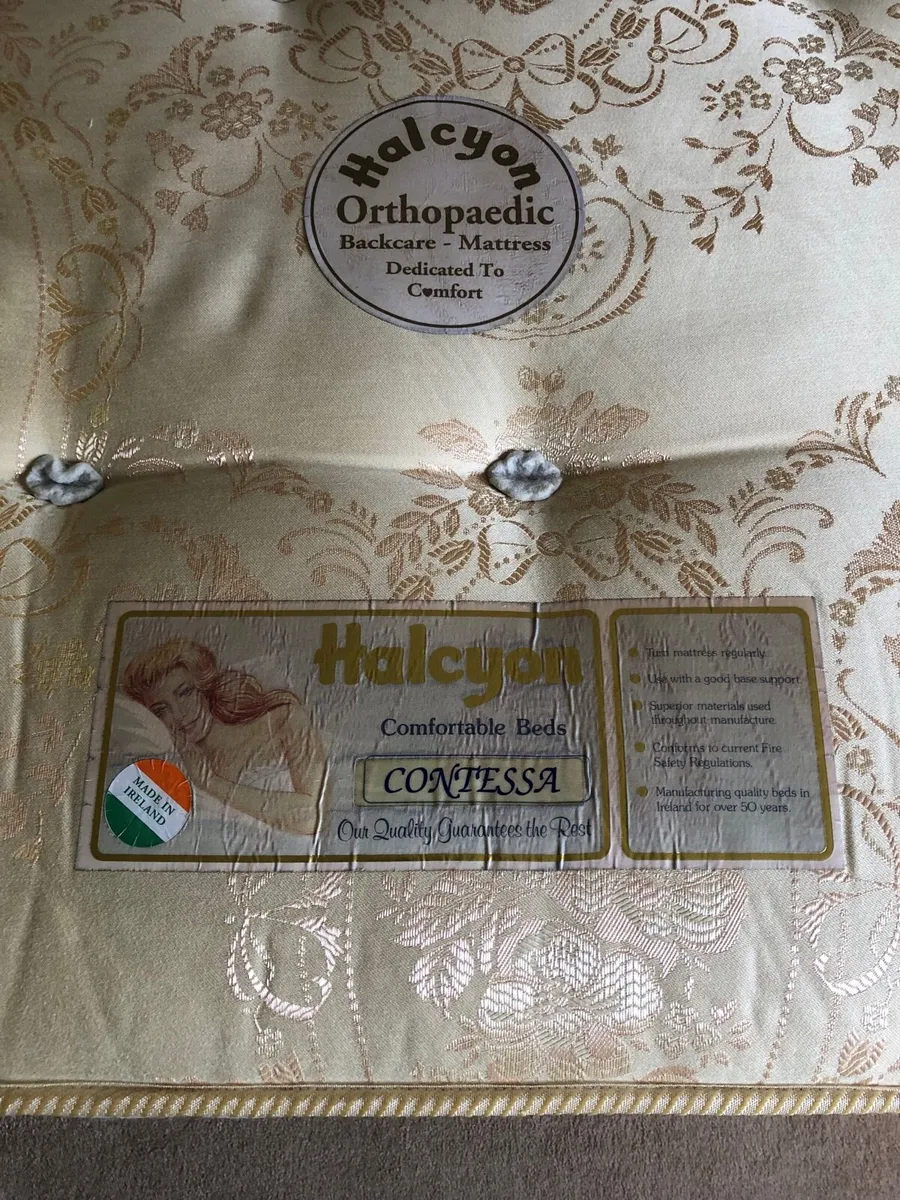 Halcyon
Orthopaedic
Backcare - Mattress
Dedicated To
C♥mfort
Halcyon
Comfortable Beds
CONTESSA
Our Quality Guarantees the Rest
MADE IN
IRELAND
Turn mattress regularly.
Use with a good base support.
Superior materials used
throughout manufacture.
Conforms to current Fire
Safety Regulations.
Manufacturing quality beds in
Ireland for over 50 years.